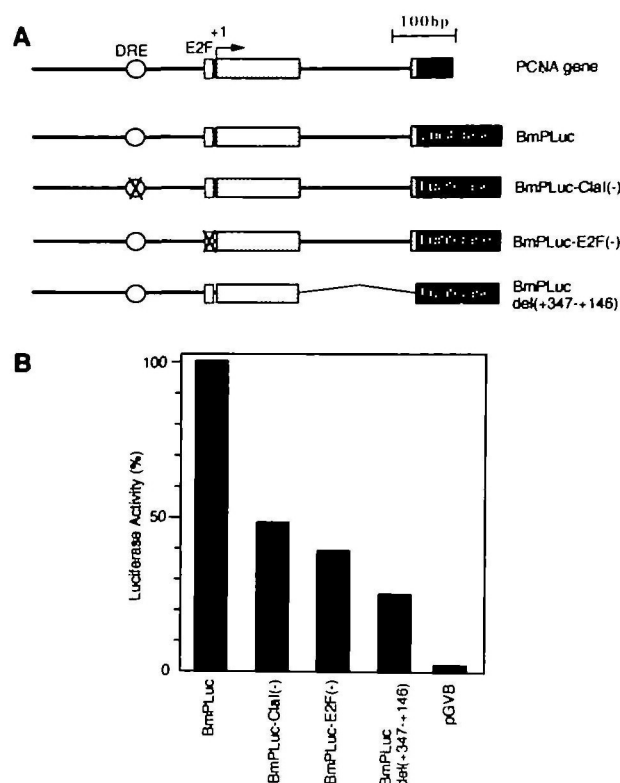 A
+1
100bp
DRE
E2F
PCNA gene
BmPLuc
BmPLuc-ClaI(-)
BmPLuc-E2F(-)
BmPLuc
del(+347-+146)
B
100
50
0
Luciferase Activity (%)
BmPLuc
BmPLuc-ClaI(-)
BmPLuc-E2F(-)
BmPLuc
del(+347-+146)
pGVB